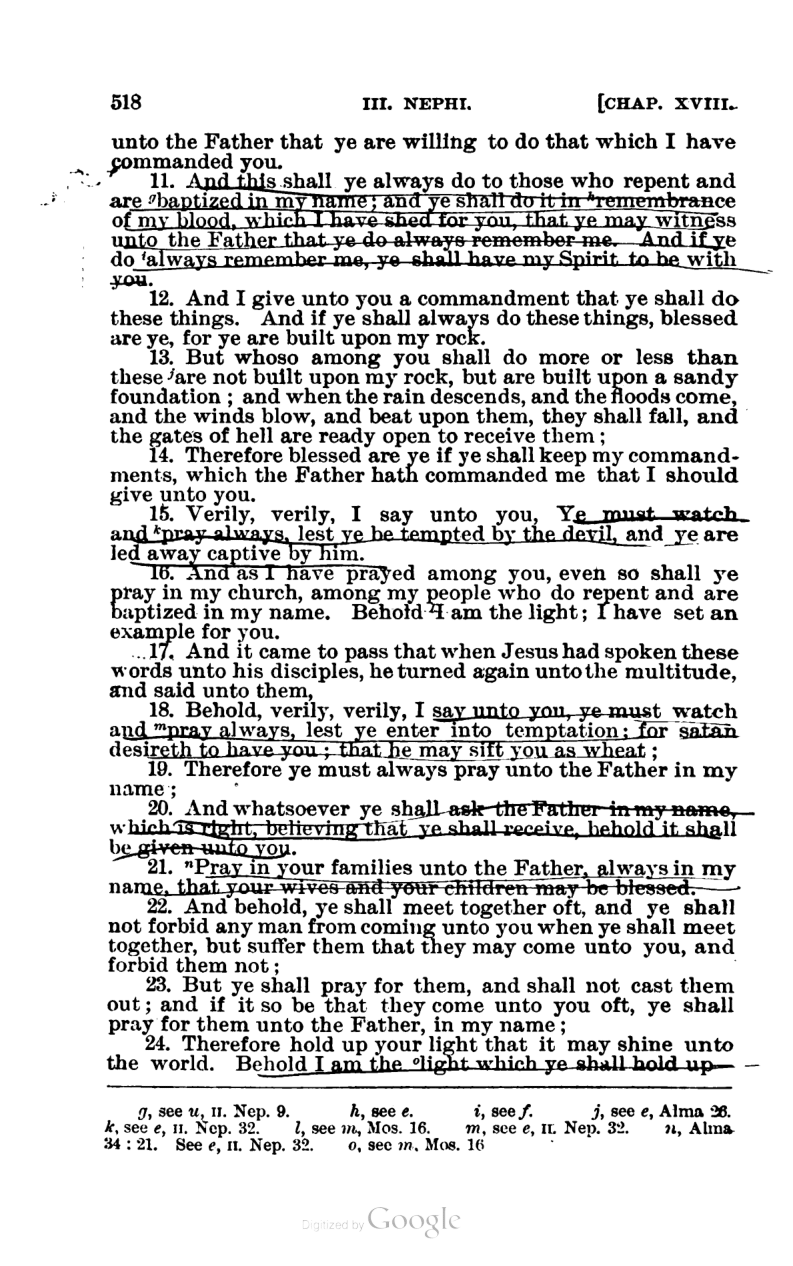 518 III. NEPHI. [CHAP. XVIII.
unto the Father that ye are willing to do that which I have
commanded you.
11. And this shall ye always do to those who repent and
are ᵍbaptized in my name; and ye shall do it in ʰremembrance
of my blood, which I have shed for you, that ye may witness
unto the Father that ye do always remember me. And if ye
do ⁱalways remember me, ye shall have my Spirit to be with
you.
12. And I give unto you a commandment that ye shall do
these things. And if ye shall always do these things, blessed
are ye, for ye are built upon my rock.
13. But whoso among you shall do more or less than
these ʲare not built upon my rock, but are built upon a sandy
foundation; and when the rain descends, and the floods come,
and the winds blow, and beat upon them, they shall fall, and
the gates of hell are ready open to receive them;
14. Therefore blessed are ye if ye shall keep my command-
ments, which the Father hath commanded me that I should
give unto you.
15. Verily, verily, I say unto you, Ye must watch
and ᵏpray always, lest ye be tempted by the devil, and ye are
led away captive by him.
16. And as I have prayed among you, even so shall ye
pray in my church, among my people who do repent and are
baptized in my name. Behold ˡI am the light; I have set an
example for you.
17. And it came to pass that when Jesus had spoken these
words unto his disciples, he turned again unto the multitude,
and said unto them,
18. Behold, verily, verily, I say unto you, ye must watch
and ᵐpray always, lest ye enter into temptation; for satan
desireth to have you; that he may sift you as wheat;
19. Therefore ye must always pray unto the Father in my
name;
20. And whatsoever ye shall ask the Father in my name,
which is right, believing that ye shall receive, behold it shall
be given unto you.
21. ⁿPray in your families unto the Father, always in my
name, that your wives and your children may be blessed.
22. And behold, ye shall meet together oft, and ye shall
not forbid any man from coming unto you when ye shall meet
together, but suffer them that they may come unto you, and
forbid them not;
23. But ye shall pray for them, and shall not cast them
out; and if it so be that they come unto you oft, ye shall
pray for them unto the Father, in my name;
24. Therefore hold up your light that it may shine unto
the world. Behold I am the ᵒlight which ye shall hold up—
g, see u, II. Nep. 9. h, see e. i, see f. j, see e, Alma 26.
k, see e, II. Nep. 32. l, see m, Mos. 16. m, see e, II. Nep. 32. n, Alma
34 : 21. See e, II. Nep. 32. o, see m, Mos. 16
Digitized by Google